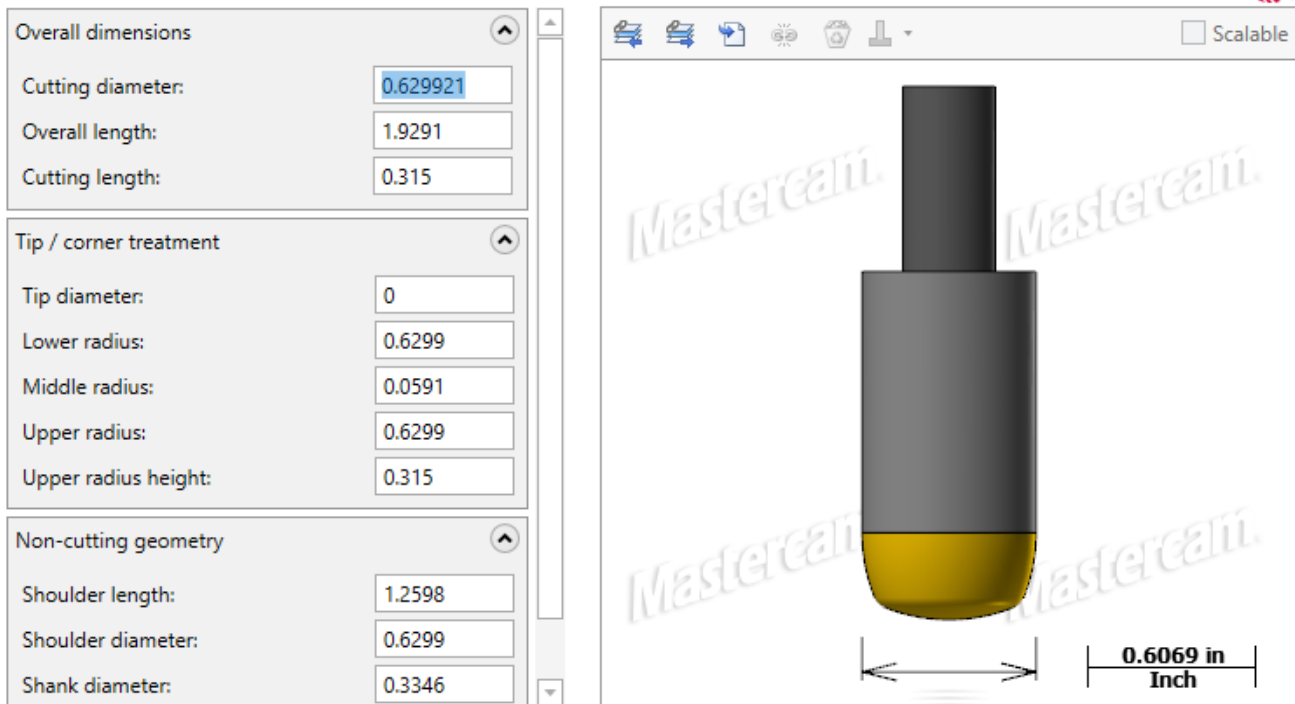 Overall dimensions
Cutting diameter: 0.629921
Overall length: 1.9291
Cutting length: 0.315
Tip / corner treatment
Tip diameter: 0
Lower radius: 0.6299
Middle radius: 0.0591
Upper radius: 0.6299
Upper radius height: 0.315
Non-cutting geometry
Shoulder length: 1.2598
Shoulder diameter: 0.6299
Shank diameter: 0.3346
Scalable
Mastercam. Mastercam.
Mastercam Mastercam.
0.6069 in
Inch